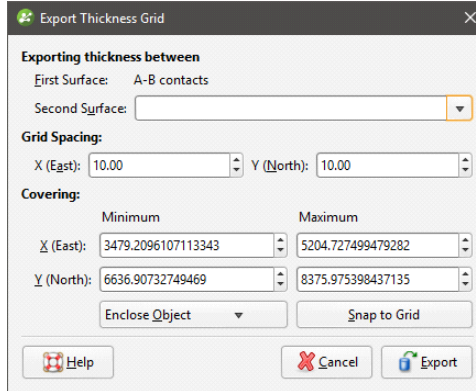 Export Thickness Grid
Exporting thickness between
First Surface: A-B contacts
Second Surface:
Grid Spacing:
X (East): 10.00 Y (North): 10.00
Covering:
Minimum Maximum
X (East): 3479.2096107113343 5204.727499479282
Y (North): 6636.90732749469 8375.975398437135
Enclose Object Snap to Grid
Help Cancel Export